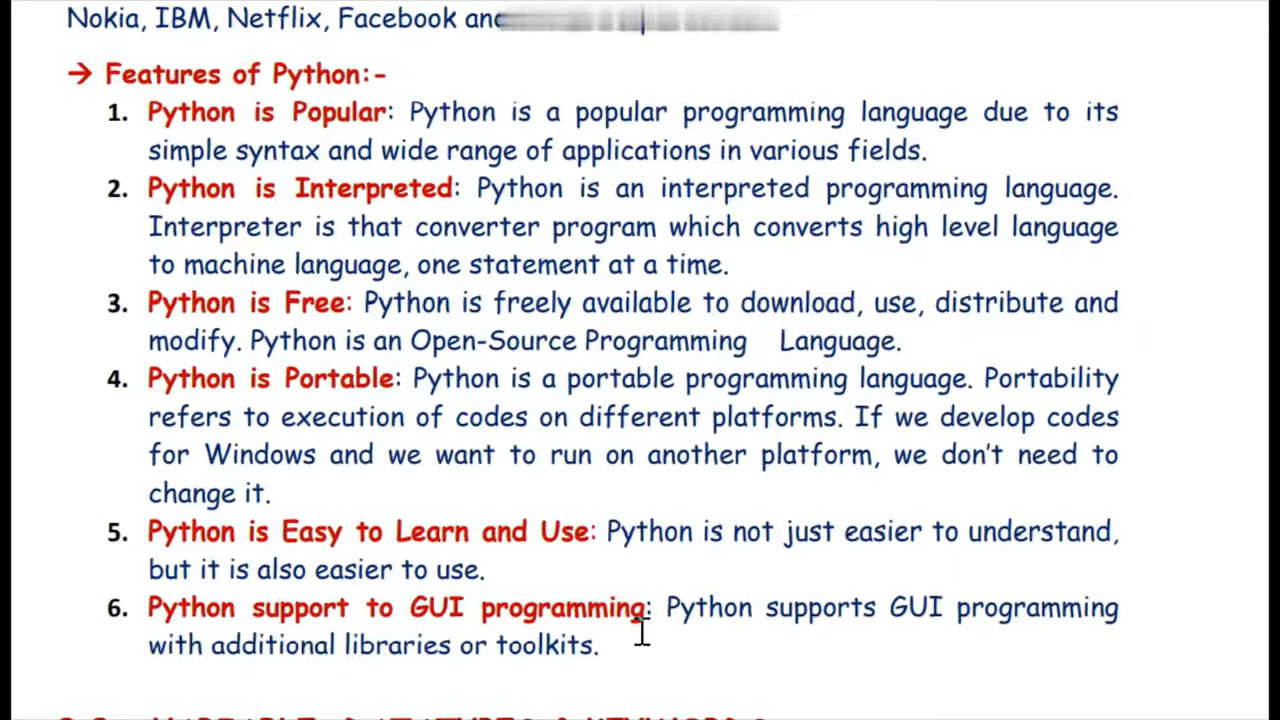 Nokia, IBM, Netflix, Facebook and
→ Features of Python:-
1. Python is Popular: Python is a popular programming language due to its
simple syntax and wide range of applications in various fields.
2. Python is Interpreted: Python is an interpreted programming language.
Interpreter is that converter program which converts high level language
to machine language, one statement at a time.
3. Python is Free: Python is freely available to download, use, distribute and
modify. Python is an Open-Source Programming Language.
4. Python is Portable: Python is a portable programming language. Portability
refers to execution of codes on different platforms. If we develop codes
for Windows and we want to run on another platform, we don't need to
change it.
5. Python is Easy to Learn and Use: Python is not just easier to understand,
but it is also easier to use.
6. Python support to GUI programming: Python supports GUI programming
with additional libraries or toolkits.